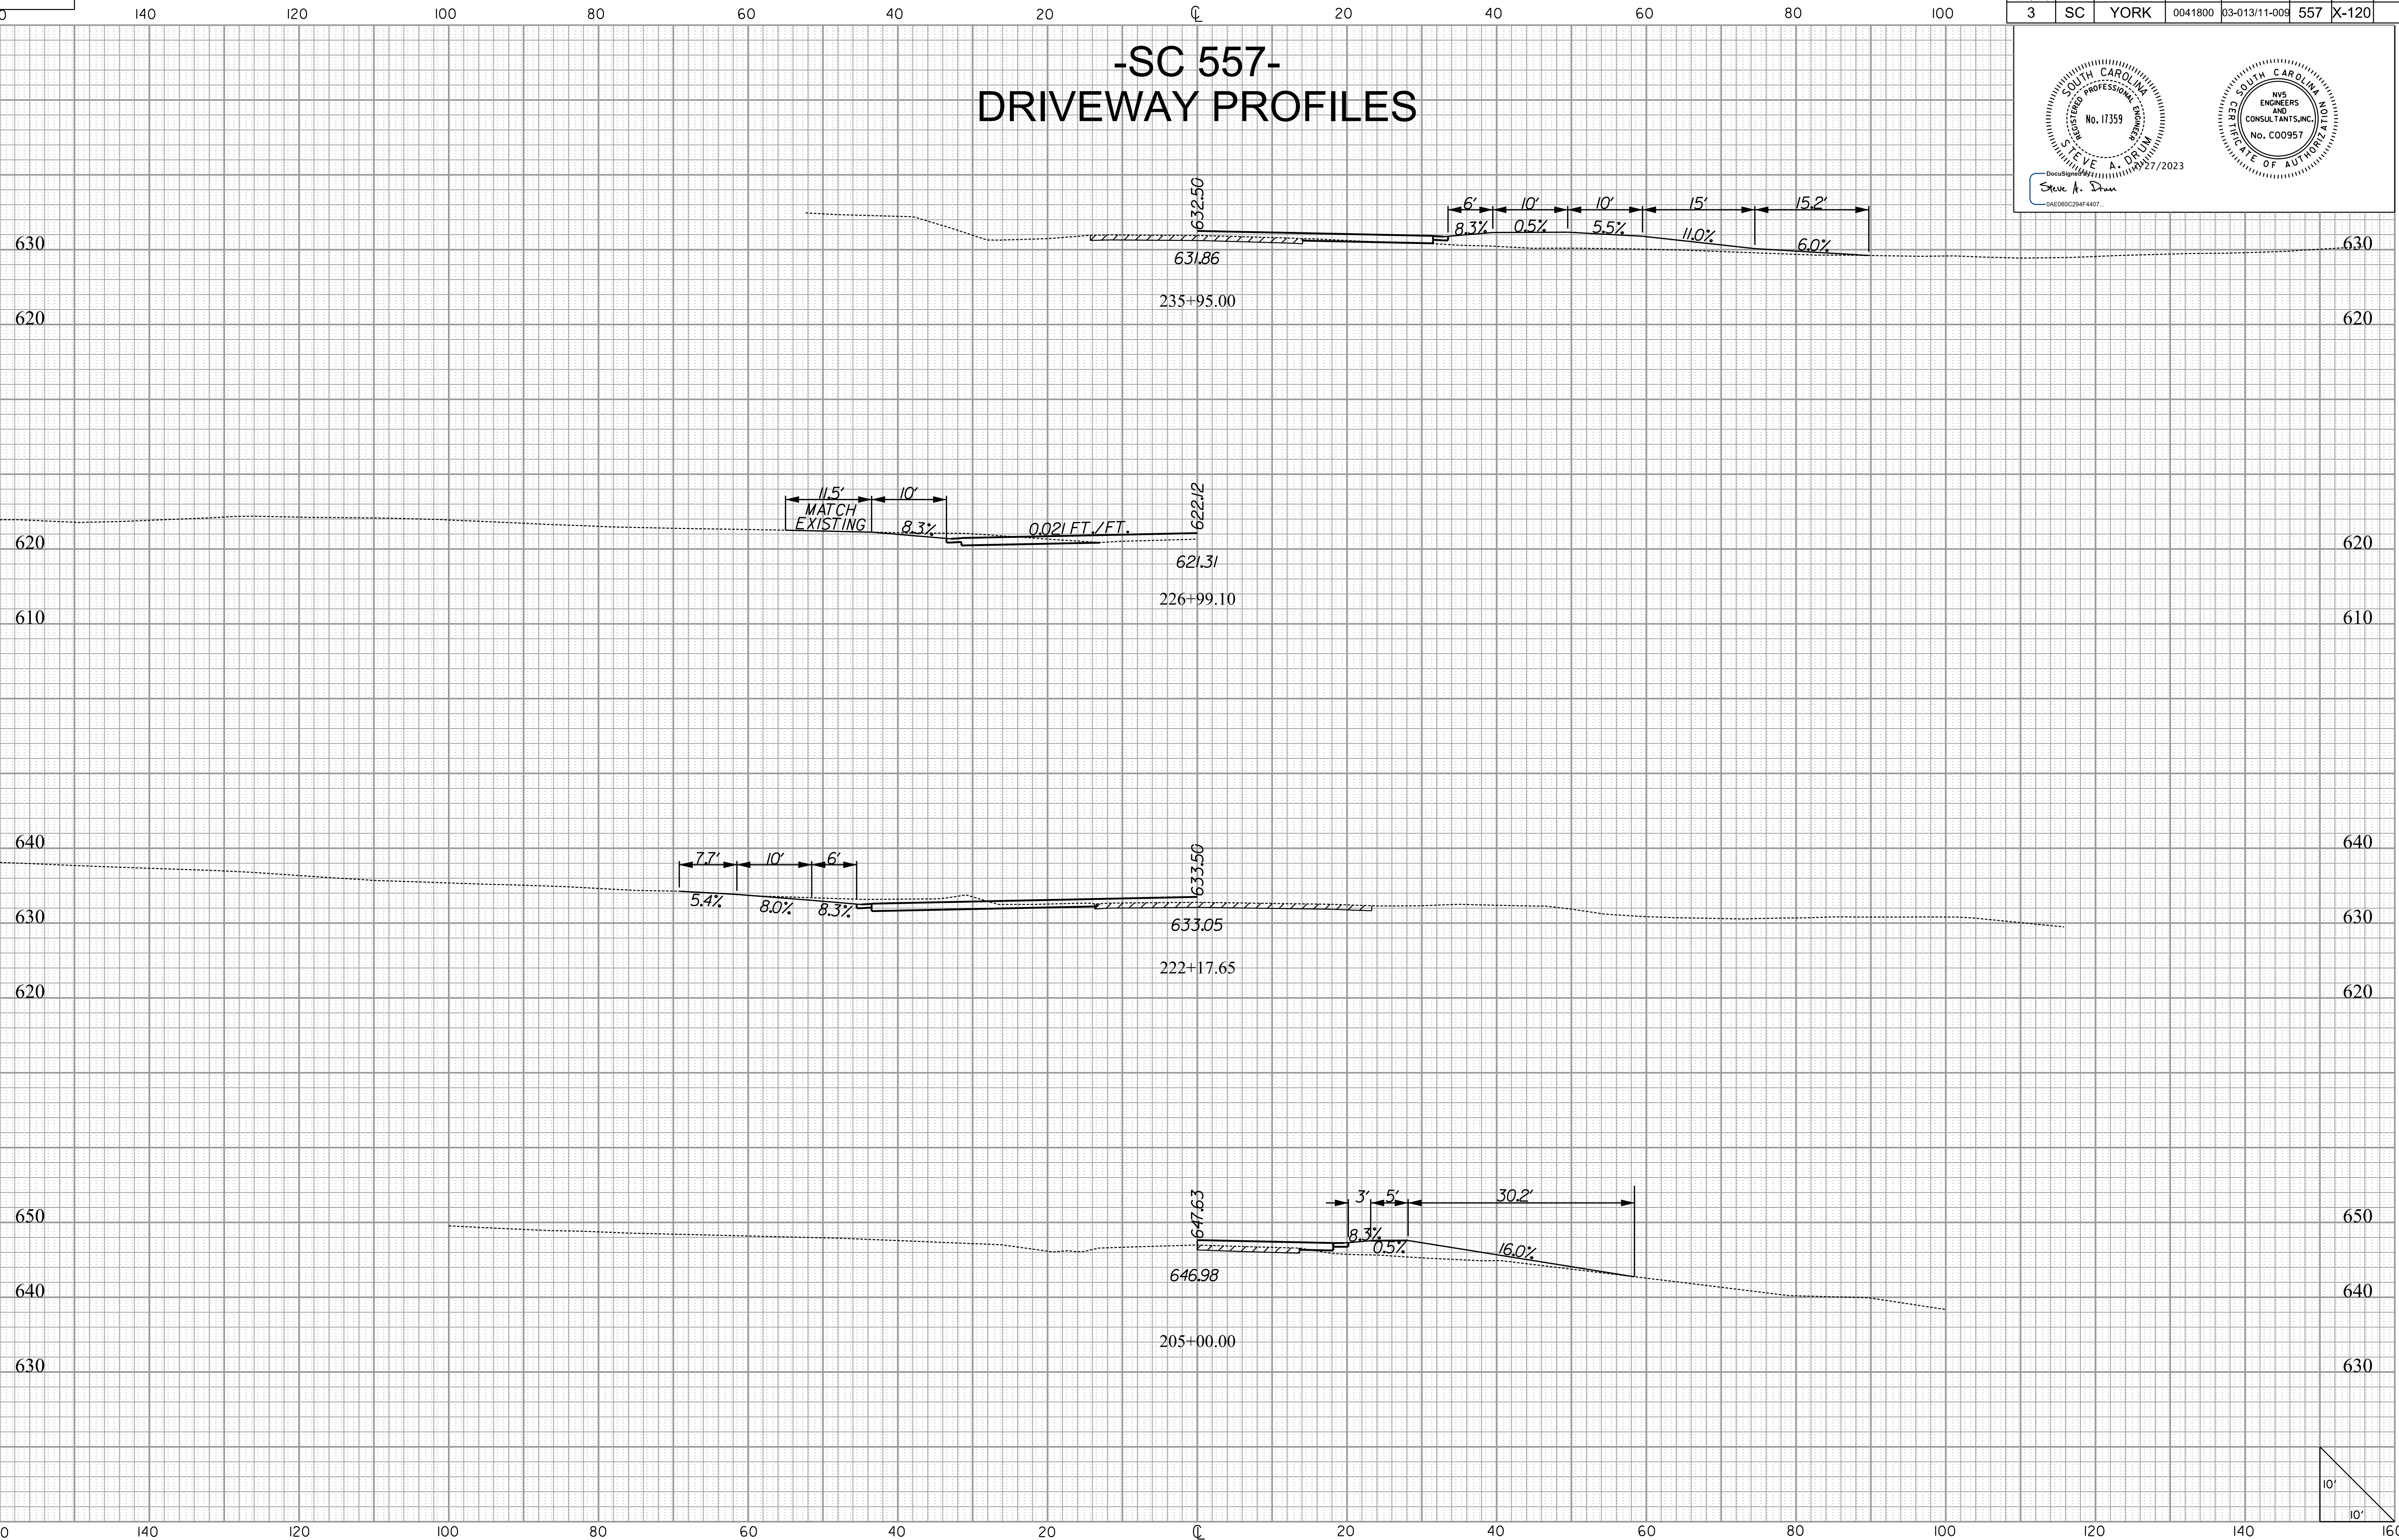 0 140 120 100 80 60 40 20 ℄ 20 40 60 80 100
3 SC YORK 0041800 03-013/11-009 557 X-120
-SC 557-
DRIVEWAY PROFILES
SOUTH CAROLINA
REGISTERED PROFESSIONAL ENGINEER
No. 17359
STEVE A. DRUM
/27/2023
DocuSigned by:
Steve A. Drum
0AE060C294F4407...
SOUTH CAROLINA
NV5
ENGINEERS
AND
CONSULTANTS,INC.
No. C00957
CERTIFICATE OF AUTHORIZATION
632.50
6' 10' 10' 15' 15.2'
8.3% 0.5% 5.5% 11.0% 6.0%
630 630
631.86
235+95.00
620 620
622.12
11.5' 10'
MATCH
EXISTING 8.3% 0.021 FT./FT.
620 620
621.31
226+99.10
610 610
640 640
633.50
7.7' 10' 6'
5.4% 8.0% 8.3%
630 630
633.05
222+17.65
620 620
647.63
3' 5' 30.2'
650 650
8.3% 0.5% 16.0%
646.98
640 640
205+00.00
630 630
10'
10'
0 140 120 100 80 60 40 20 ℄ 20 40 60 80 100 120 140 160